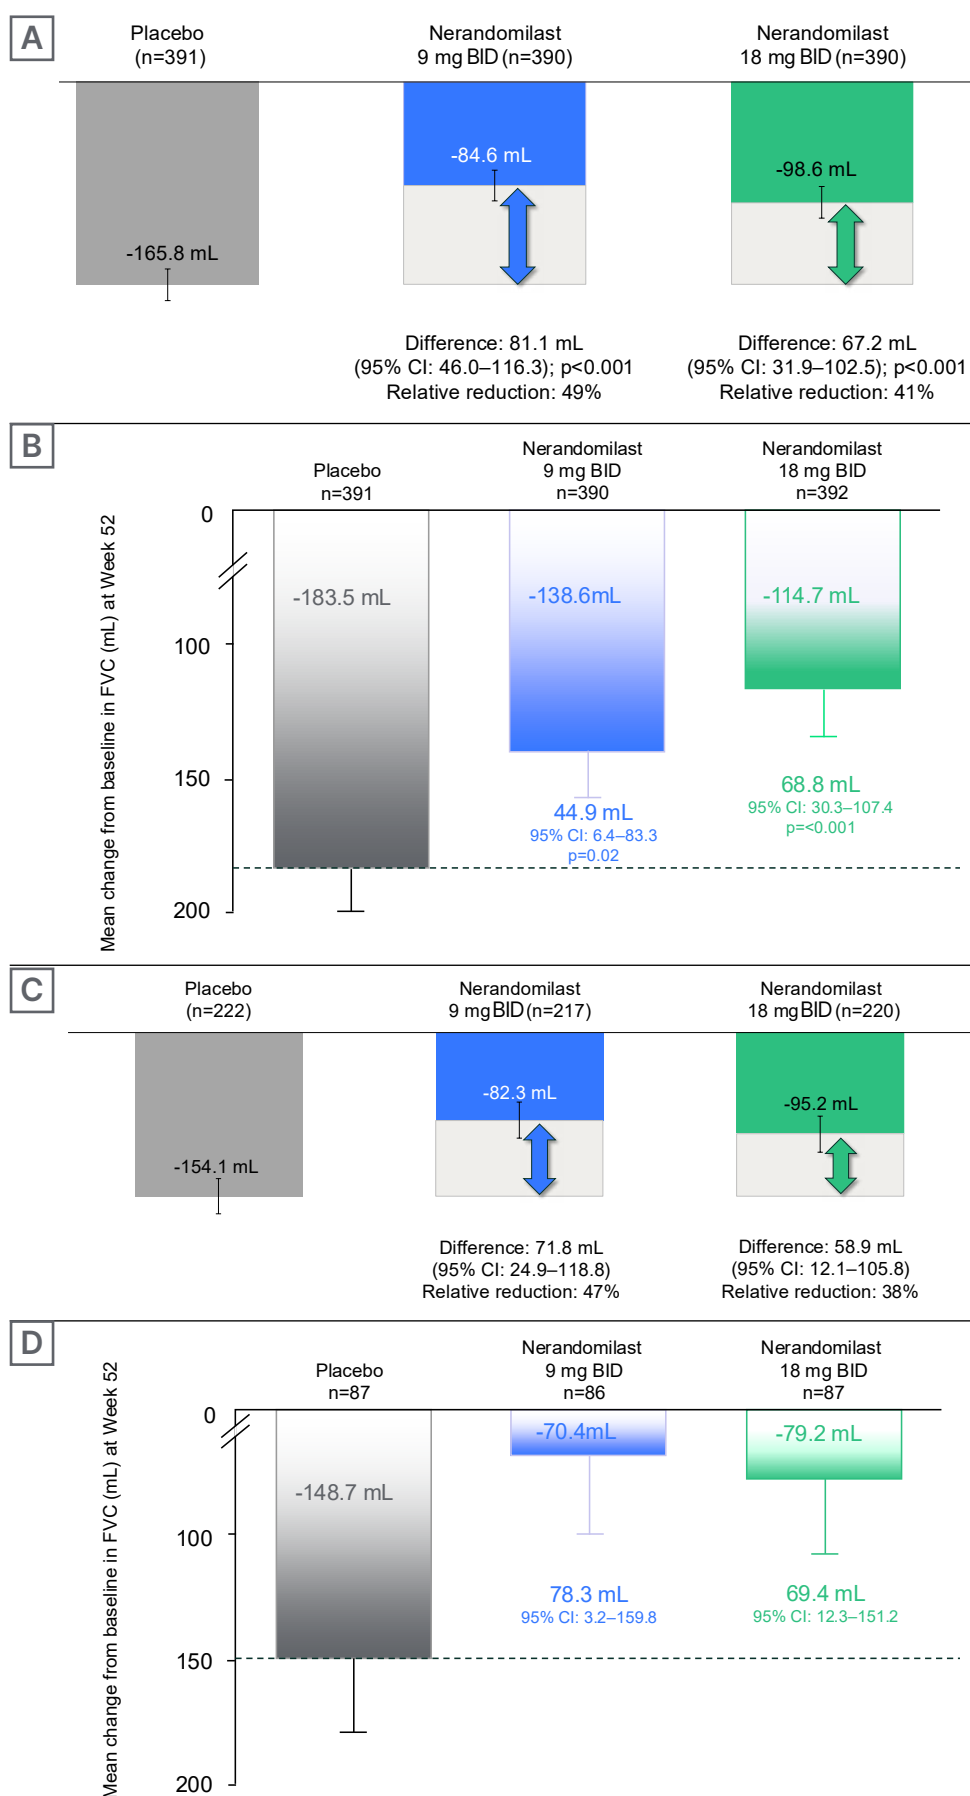 A
Placebo
(n=391)
Nerandomilast
9 mg BID (n=390)
Nerandomilast
18 mg BID (n=390)
-165.8 mL
-84.6 mL
-98.6 mL
Difference: 81.1 mL
(95% CI: 46.0–116.3); p<0.001
Relative reduction: 49%
Difference: 67.2 mL
(95% CI: 31.9–102.5); p<0.001
Relative reduction: 41%
B
Mean change from baseline in FVC (mL) at Week 52
Placebo
n=391
Nerandomilast
9 mg BID
n=390
Nerandomilast
18 mg BID
n=392
0
100
150
200
-183.5 mL
-138.6mL
-114.7 mL
44.9 mL
95% CI: 6.4–83.3
p=0.02
68.8 mL
95% CI: 30.3–107.4
p=<0.001
C
Placebo
(n=222)
Nerandomilast
9 mg BID (n=217)
Nerandomilast
18 mg BID (n=220)
-154.1 mL
-82.3 mL
-95.2 mL
Difference: 71.8 mL
(95% CI: 24.9–118.8)
Relative reduction: 47%
Difference: 58.9 mL
(95% CI: 12.1–105.8)
Relative reduction: 38%
D
Mean change from baseline in FVC (mL) at Week 52
Placebo
n=87
Nerandomilast
9 mg BID
n=86
Nerandomilast
18 mg BID
n=87
0
100
150
200
-148.7 mL
-70.4mL
-79.2 mL
78.3 mL
95% CI: 3.2–159.8
69.4 mL
95% CI: 12.3–151.2